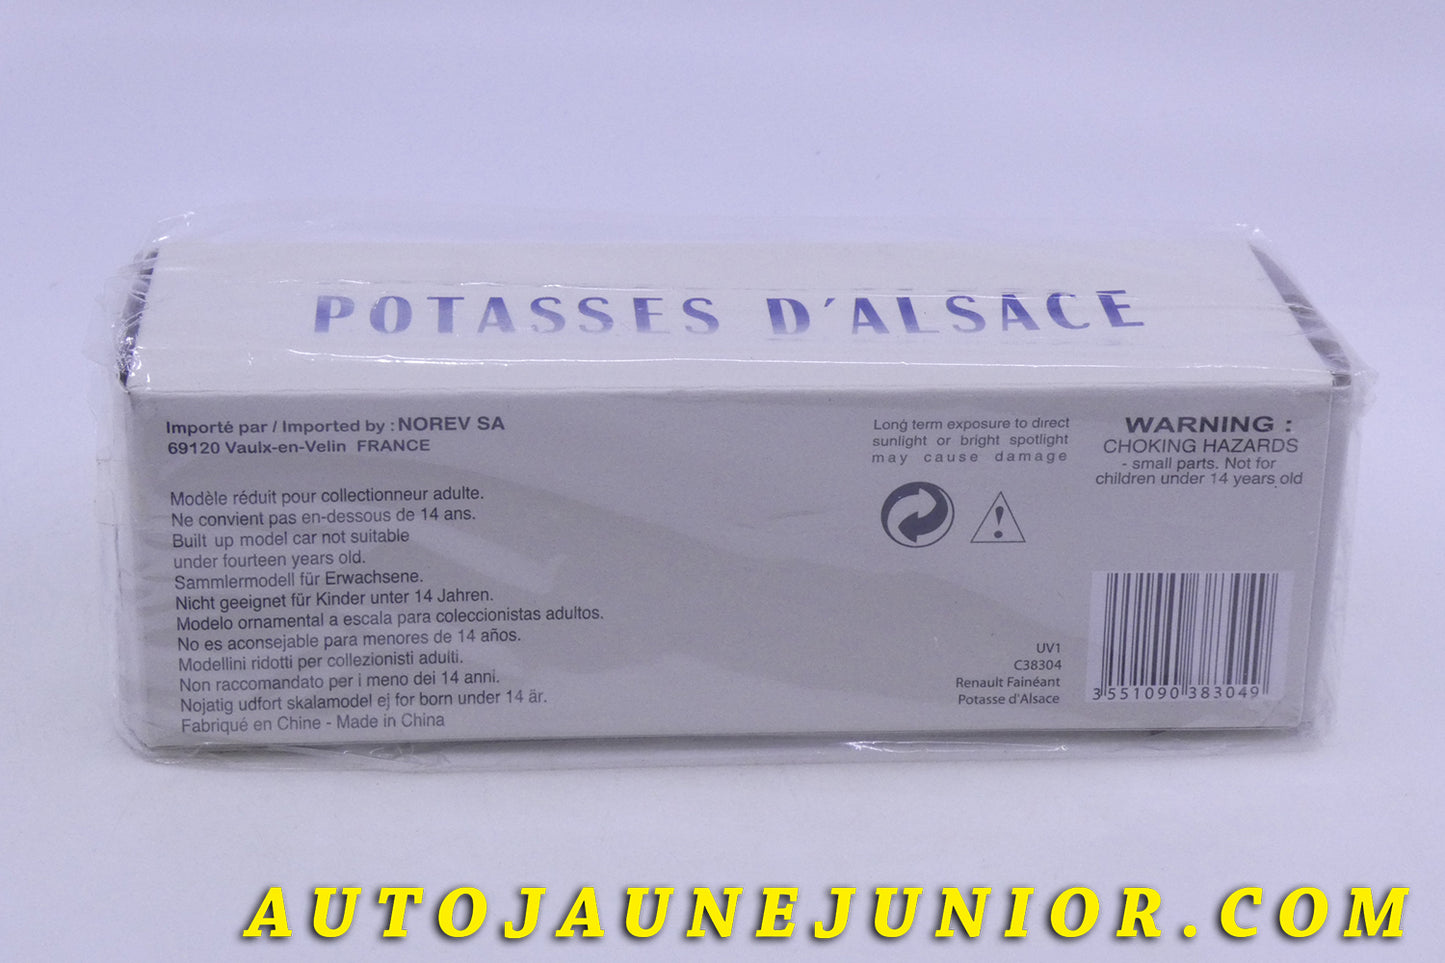 POTASSES D'ALSACE
Importé par / Imported by : NOREV SA
69120 Vaulx-en-Velin FRANCE
Modèle réduit pour collectionneur adulte.
Ne convient pas en-dessous de 14 ans.
Built up model car not suitable
under fourteen years old.
Sammlermodell für Erwachsene.
Nicht geeignet für Kinder unter 14 Jahren.
Modelo ornamental a escala para coleccionistas adultos.
No es aconsejable para menores de 14 años.
Modellini ridotti per collezionisti adulti.
Non raccomandato per i meno dei 14 anni.
Nojatig udfort skalamodel ej for born under 14 är.
Fabriqué en Chine - Made in China
Long term exposure to direct
sunlight or bright spotlight
may cause damage
WARNING :
CHOKING HAZARDS
- small parts. Not for
children under 14 years old
UV1
C38304
Renault Fainéant
Potasse d'Alsace
3 551090 383049
AUTOJAUNEJUNIOR.COM